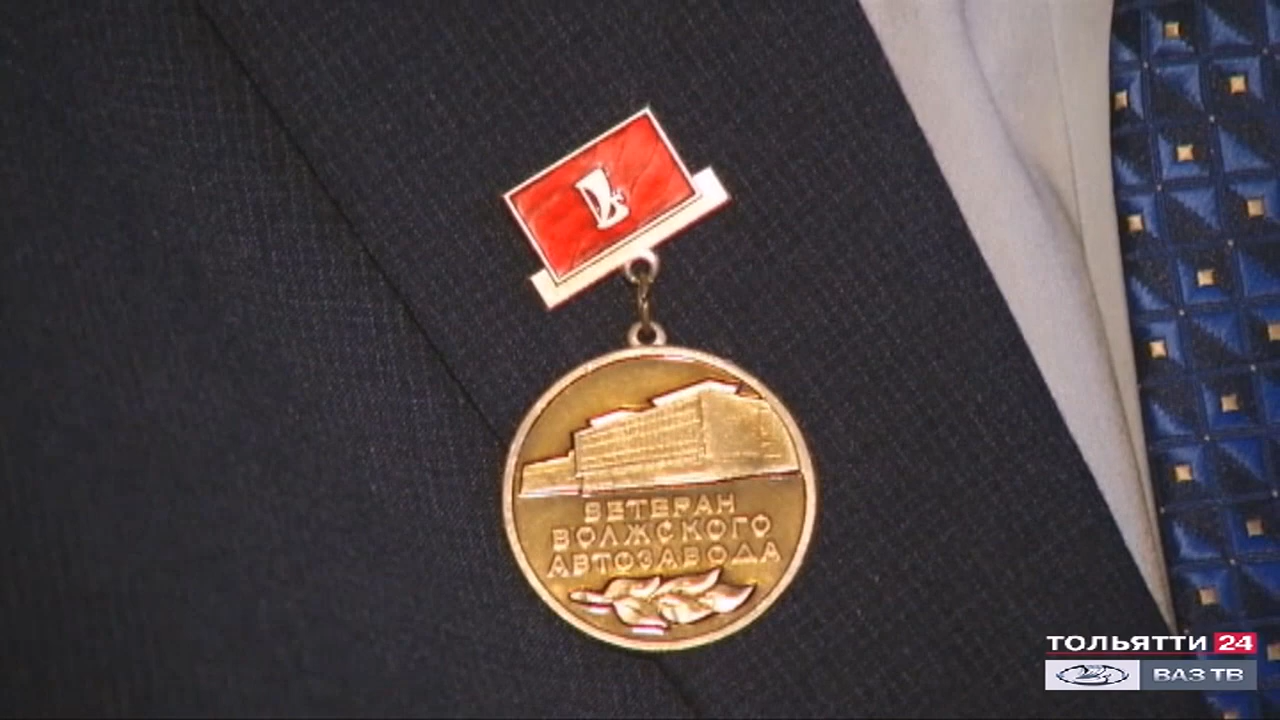 ВЕТЕРАН
ВОЛЖСКОГО
АВТОЗАВОДА
ТОЛЬЯТТИ 24
ВАЗ ТВ